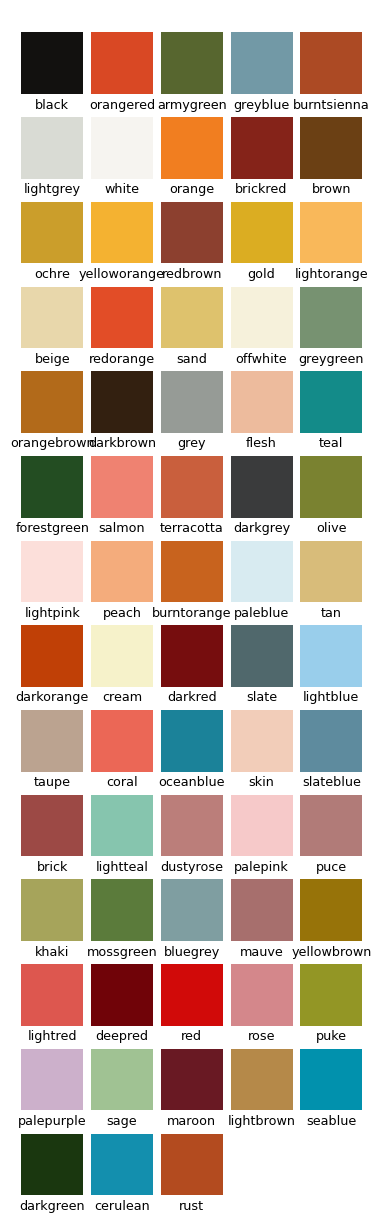 black orangered armygreen greyblue burntsienna
lightgrey white orange brickred brown
ochre yelloworange redbrown gold lightorange
beige redorange sand offwhite greygreen
orangebrown darkbrown grey flesh teal
forestgreen salmon terracotta darkgrey olive
lightpink peach burntorange paleblue tan
darkorange cream darkred slate lightblue
taupe coral oceanblue skin slateblue
brick lightteal dustyrose palepink puce
khaki mossgreen bluegrey mauve yellowbrown
lightred deepred red rose puke
palepurple sage maroon lightbrown seablue
darkgreen cerulean rust